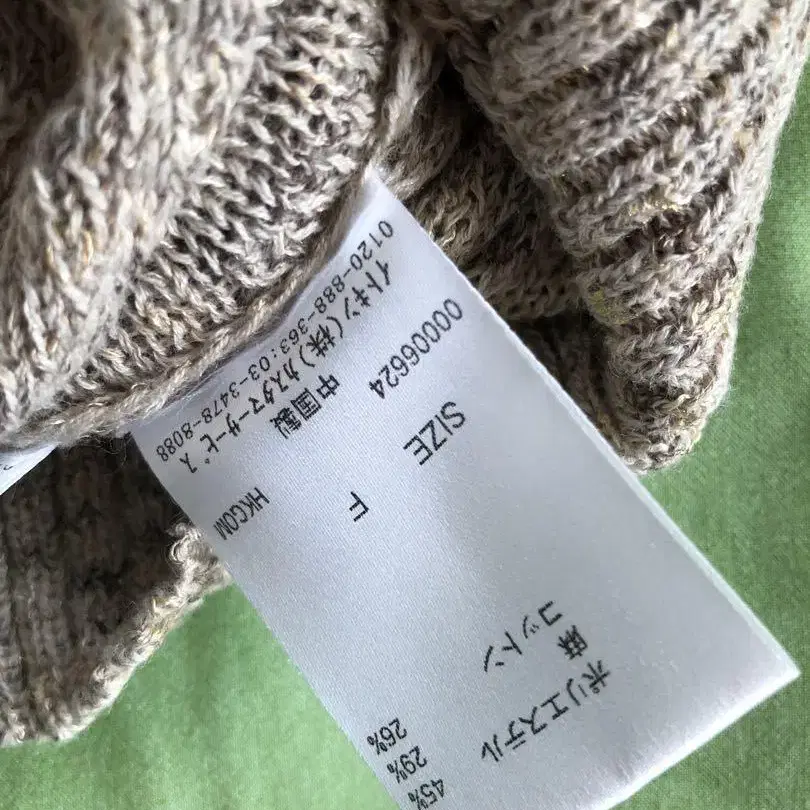 ポリエステル 45%
麻 29%
コットン 26%
SIZE F
00006624 HKGOM
中国製
イトキン(株)カスタマーサービス
0120-888-363:03-3478-8088